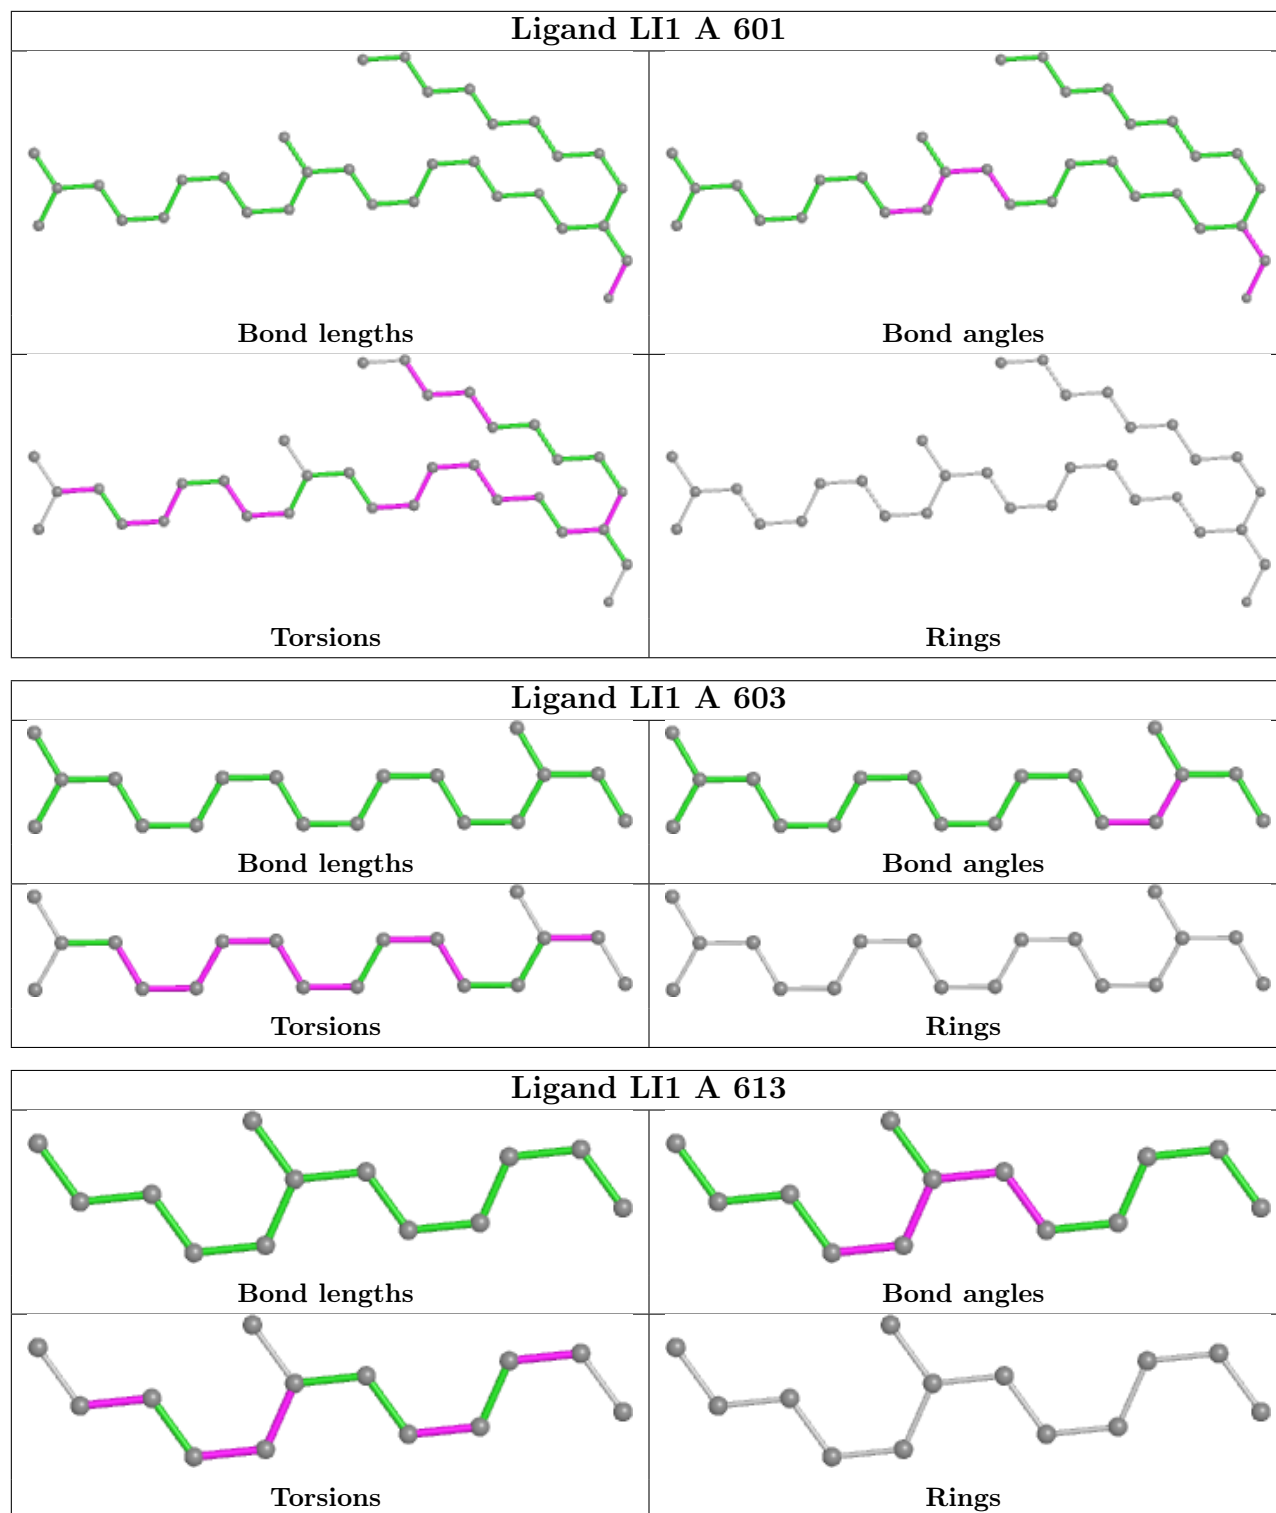 Ligand LI1 A 601
Bond lengths
Bond angles
Torsions
Rings
Ligand LI1 A 603
Bond lengths
Bond angles
Torsions
Rings
Ligand LI1 A 613
Bond lengths
Bond angles
Torsions
Rings